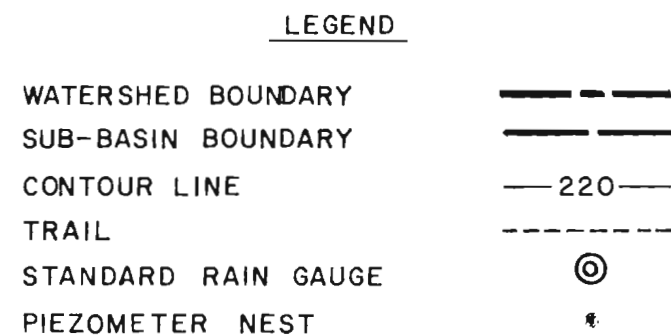 LEGEND
WATERSHED BOUNDARY
SUB-BASIN BOUNDARY
CONTOUR LINE 220
TRAIL
STANDARD RAIN GAUGE
PIEZOMETER NEST